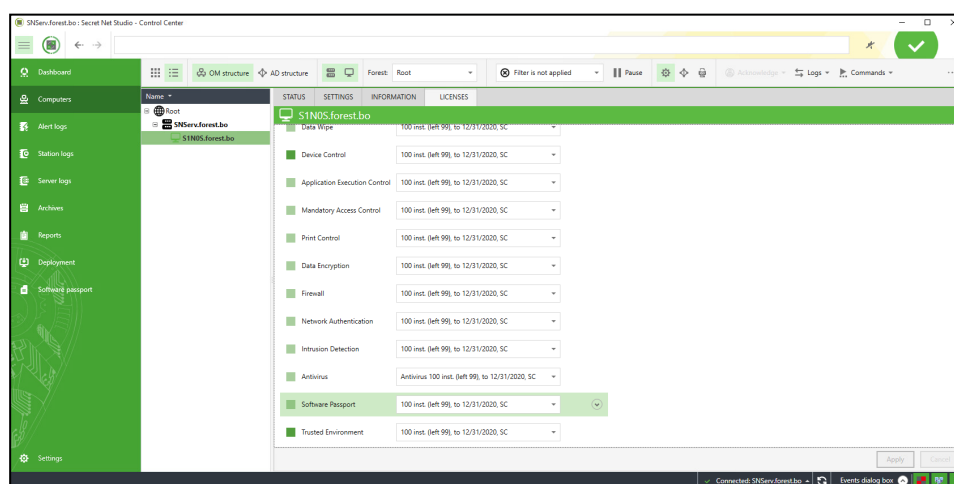 SNServ.forest.bo : Secret Net Studio - Control Center
Dashboard
OM structure
AD structure
Forest: Root
Filter is not applied
Pause
Acknowledge
Logs
Commands
Computers
Alert logs
Station logs
Server logs
Archives
Reports
Deployment
Software passport
Settings
Name
Root
SNServ.forest.bo
S1N0S.forest.bo
STATUS SETTINGS INFORMATION LICENSES
S1N0S.forest.bo
Data Wipe 100 inst. (left 99), to 12/31/2020, SC
Device Control 100 inst. (left 99), to 12/31/2020, SC
Application Execution Control 100 inst. (left 99), to 12/31/2020, SC
Mandatory Access Control 100 inst. (left 99), to 12/31/2020, SC
Print Control 100 inst. (left 99), to 12/31/2020, SC
Data Encryption 100 inst. (left 99), to 12/31/2020, SC
Firewall 100 inst. (left 99), to 12/31/2020, SC
Network Authentication 100 inst. (left 99), to 12/31/2020, SC
Intrusion Detection 100 inst. (left 99), to 12/31/2020, SC
Antivirus Antivirus 100 inst. (left 99), to 12/31/2020, SC
Software Passport 100 inst. (left 99), to 12/31/2020, SC
Trusted Environment 100 inst. (left 99), to 12/31/2020, SC
Apply Cancel
Connected: SNServ.forest.bo Events dialog box